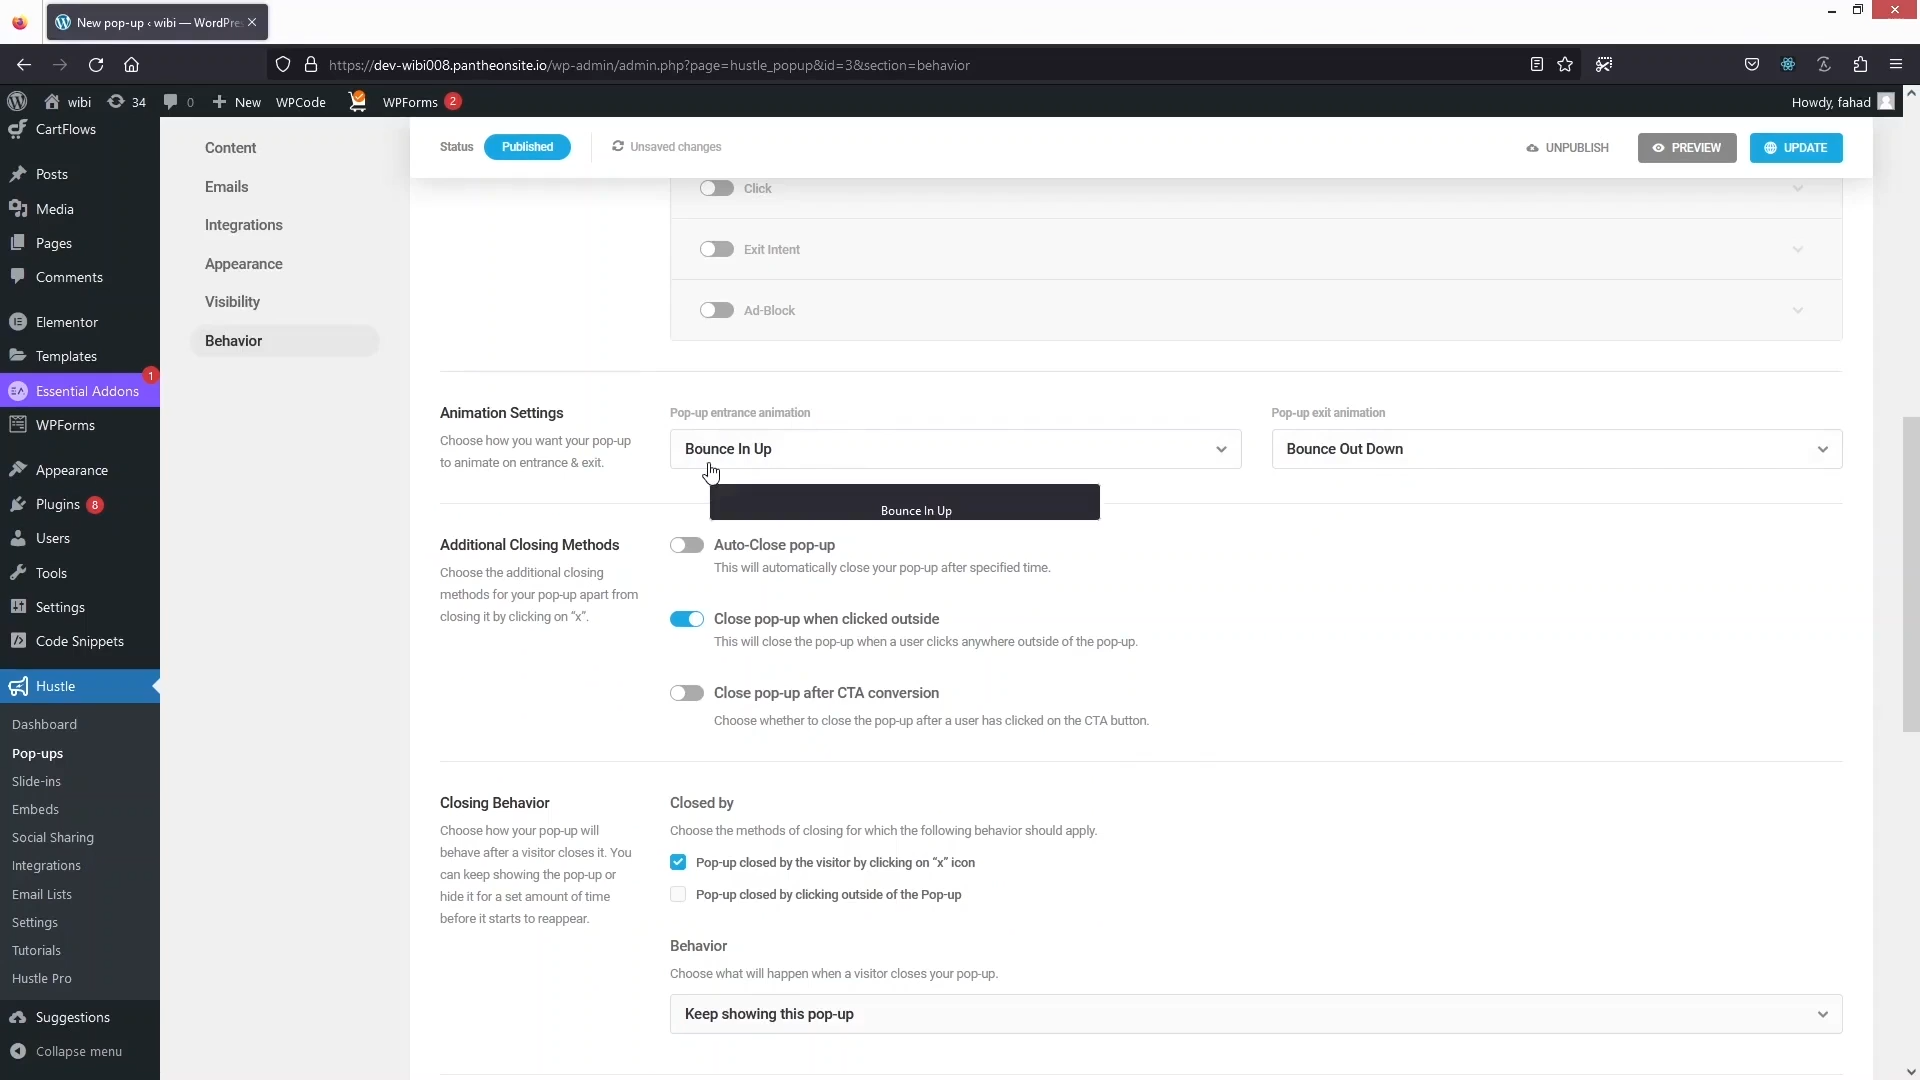 New pop-up ‹ wibi — WordPre
https://dev-wibi008.pantheonsite.io/wp-admin/admin.php?page=hustle_popup&id=3&section=behavior
wibi
34
0
New
WPCode
WPForms
2
Howdy, fahad
CartFlows
Posts
Media
Pages
Comments
Elementor
Templates
Essential Addons
1
WPForms
Appearance
Plugins
8
Users
Tools
Settings
Code Snippets
Hustle
Dashboard
Pop-ups
Slide-ins
Embeds
Social Sharing
Integrations
Email Lists
Settings
Tutorials
Hustle Pro
Suggestions
Collapse menu
Content
Emails
Integrations
Appearance
Visibility
Behavior
Status
Published
Unsaved changes
UNPUBLISH
PREVIEW
UPDATE
Click
Exit Intent
Ad-Block
Animation Settings
Choose how you want your pop-up
to animate on entrance & exit.
Pop-up entrance animation
Bounce In Up
Pop-up exit animation
Bounce Out Down
Bounce In Up
Additional Closing Methods
Choose the additional closing
methods for your pop-up apart from
closing it by clicking on “x”.
Auto-Close pop-up
This will automatically close your pop-up after specified time.
Close pop-up when clicked outside
This will close the pop-up when a user clicks anywhere outside of the pop-up.
Close pop-up after CTA conversion
Choose whether to close the pop-up after a user has clicked on the CTA button.
Closing Behavior
Choose how your pop-up will
behave after a visitor closes it. You
can keep showing the pop-up or
hide it for a set amount of time
before it starts to reappear.
Closed by
Choose the methods of closing for which the following behavior should apply.
Pop-up closed by the visitor by clicking on “x” icon
Pop-up closed by clicking outside of the Pop-up
Behavior
Choose what will happen when a visitor closes your pop-up.
Keep showing this pop-up